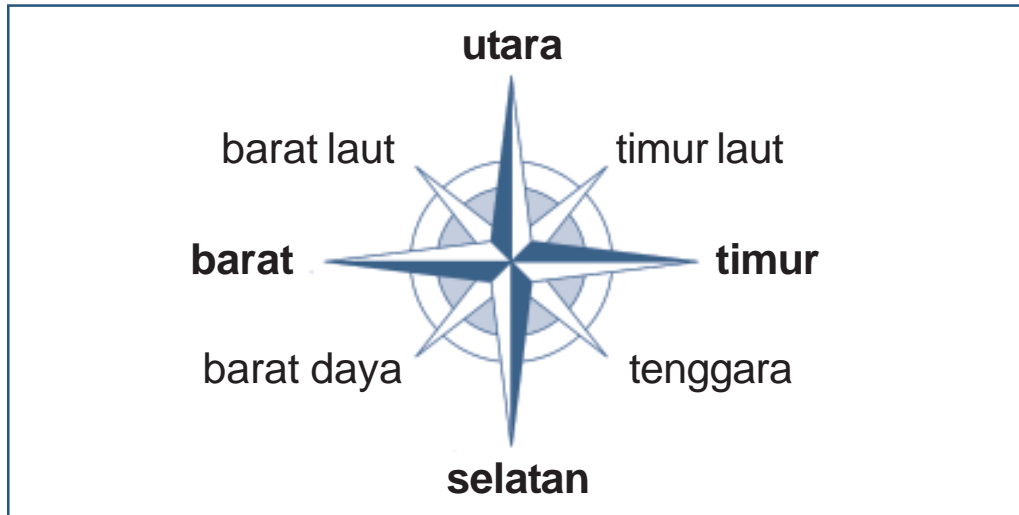 utara
barat laut
timur laut
barat
timur
barat daya
tenggara
selatan